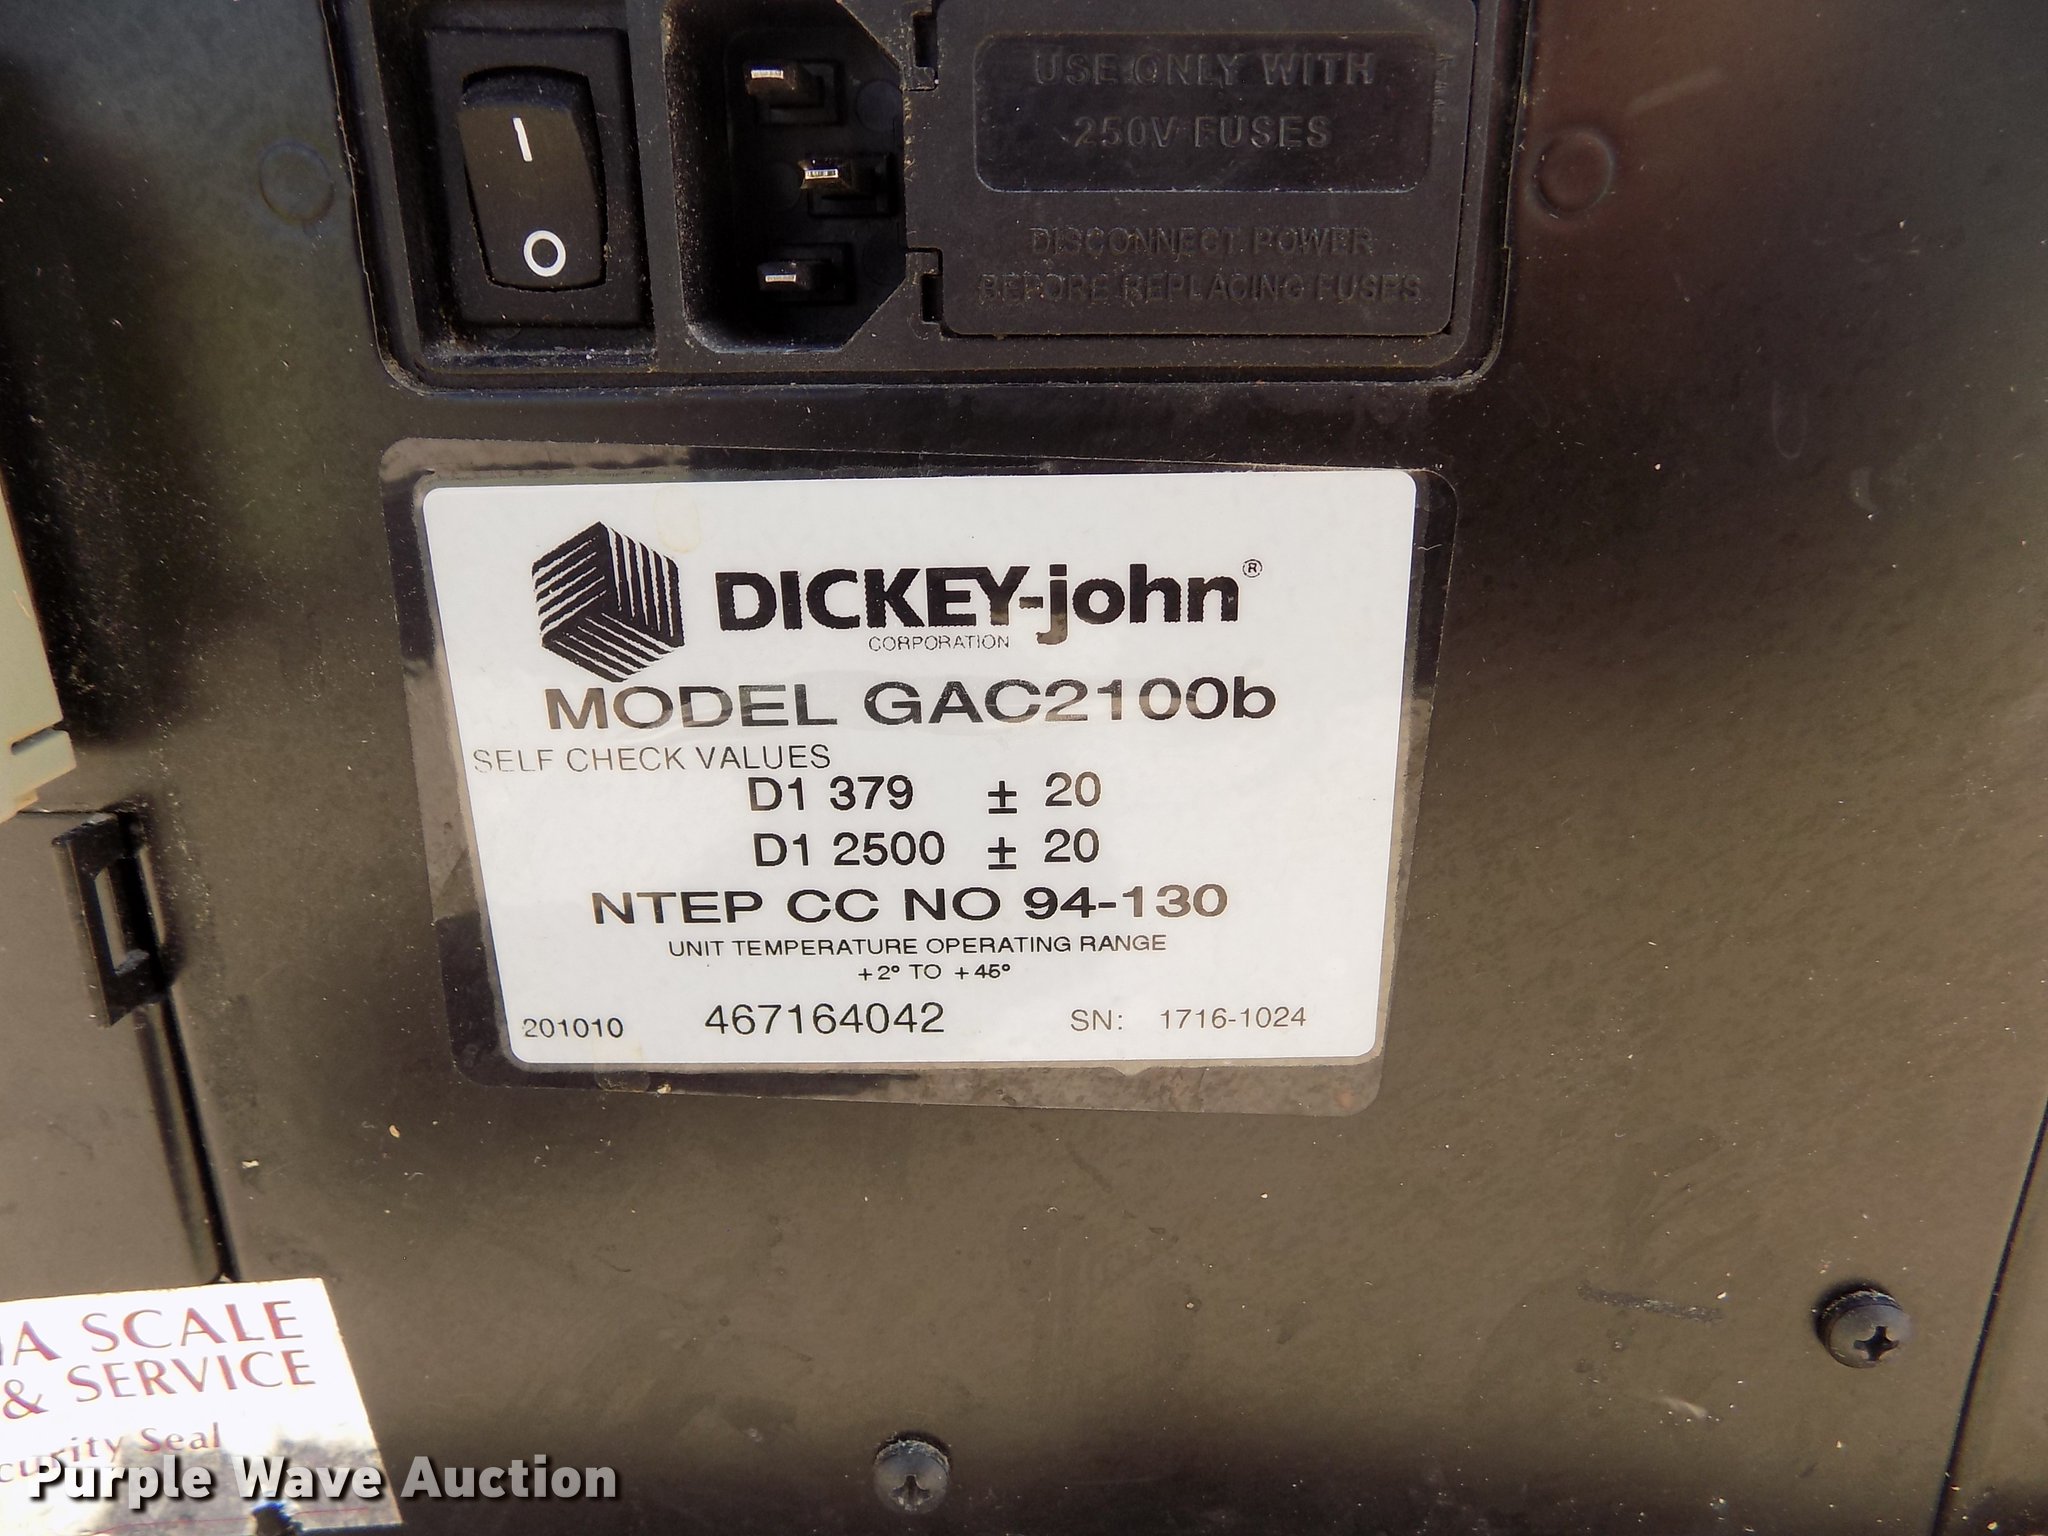 USE ONLY WITH
250V FUSES
DISCONNECT POWER
BEFORE REPLACING FUSES
DICKEY-john®
CORPORATION
MODEL GAC2100b
SELF CHECK VALUES
D1 379 ± 20
D1 2500 ± 20
NTEP CC NO 94-130
UNIT TEMPERATURE OPERATING RANGE
+2° TO +45°
201010 467164042 SN: 1716-1024
SCALE
& SERVICE
Seal
Purple Wave Auction